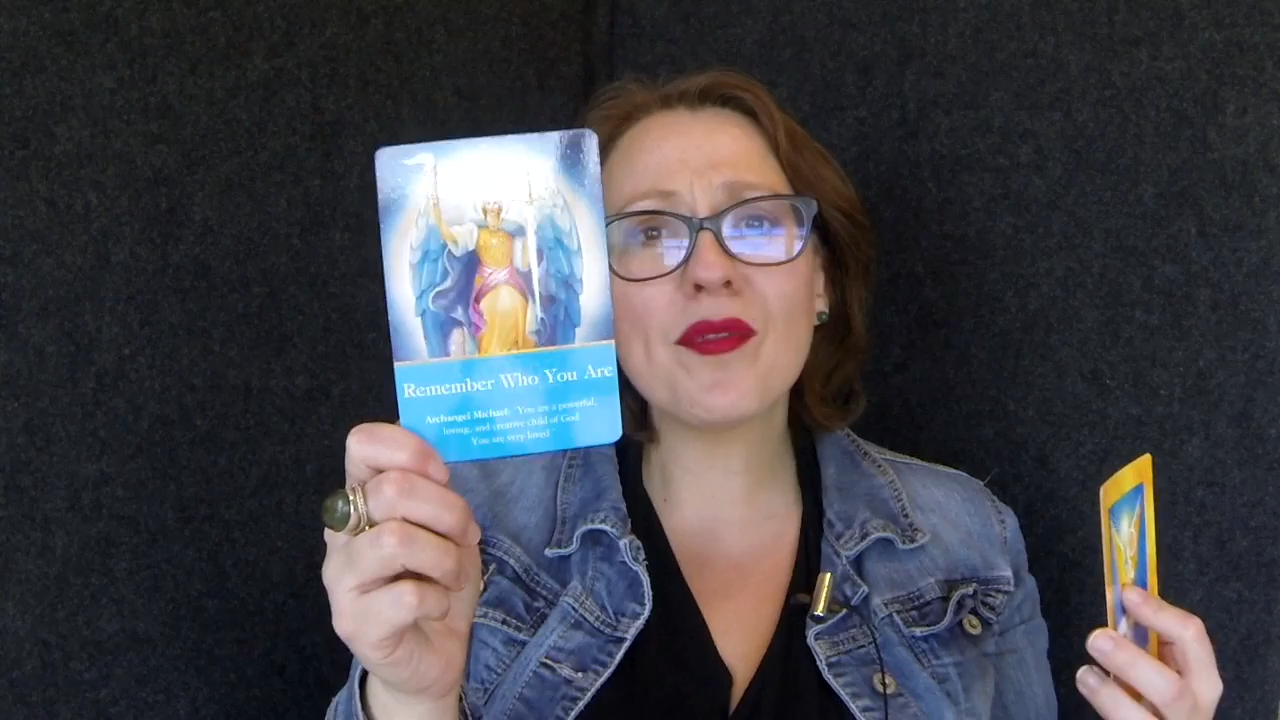 Remember Who You Are
Archangel Michael: "You are a powerful,
loving, and creative child of God
You are very loved"